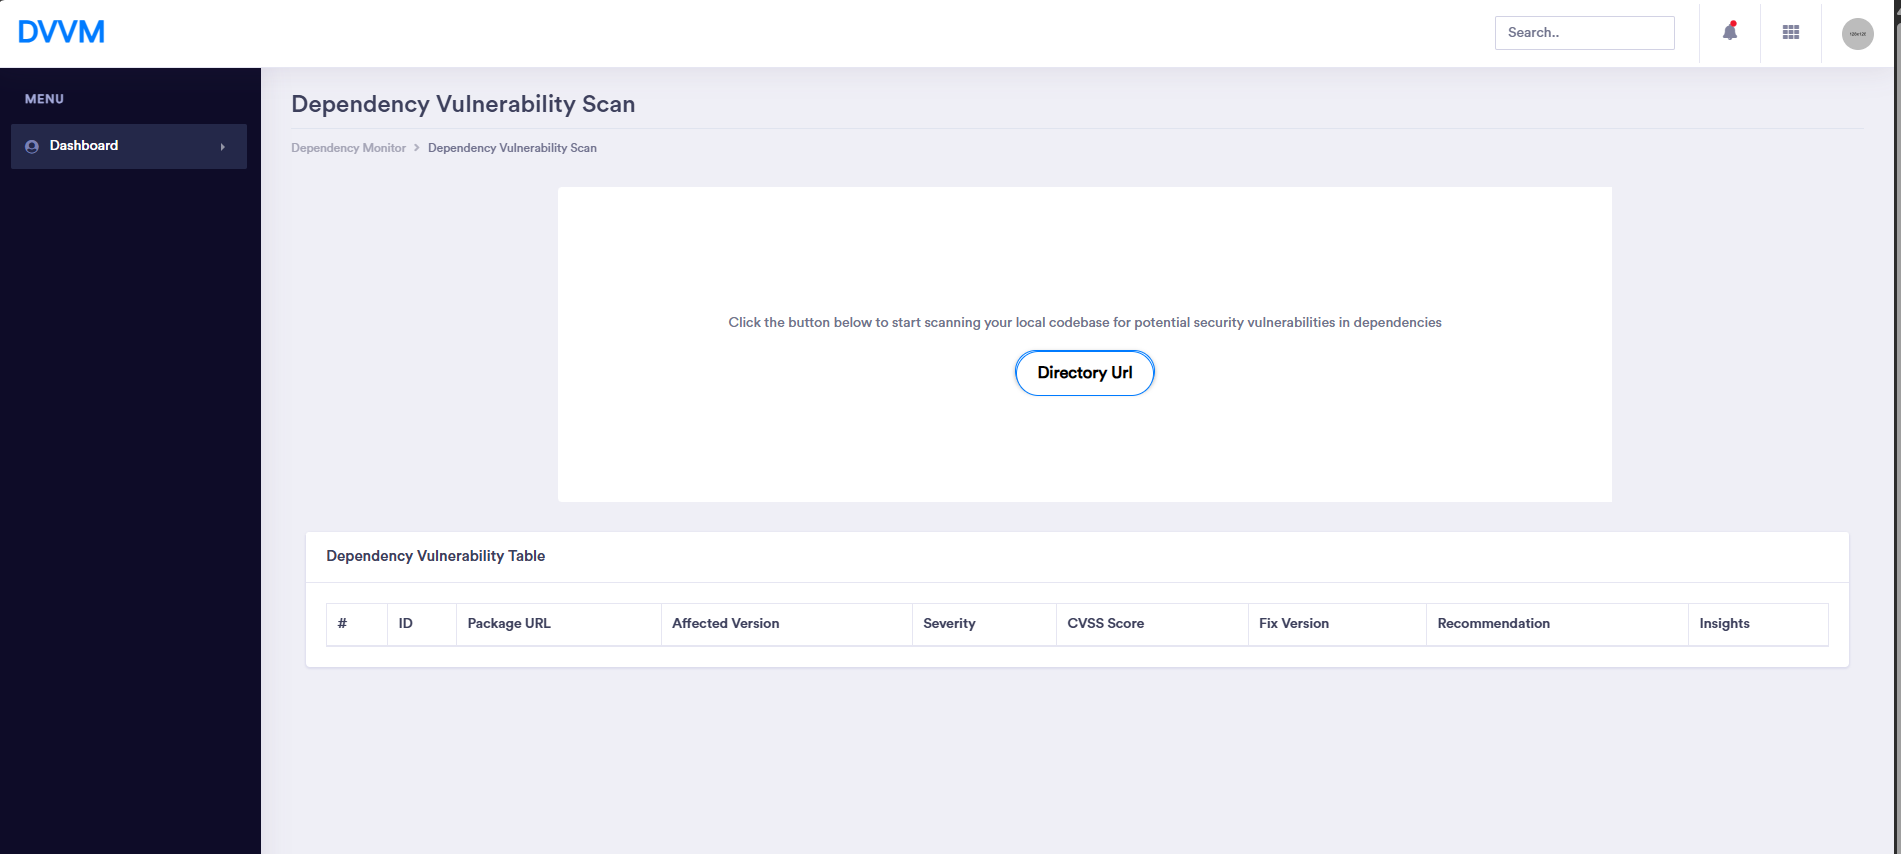 DVVM
Search..
MENU
Dashboard
Dependency Vulnerability Scan
Dependency Monitor > Dependency Vulnerability Scan
Click the button below to start scanning your local codebase for potential security vulnerabilities in dependencies
Directory Url
Dependency Vulnerability Table
# ID Package URL Affected Version Severity CVSS Score Fix Version Recommendation Insights